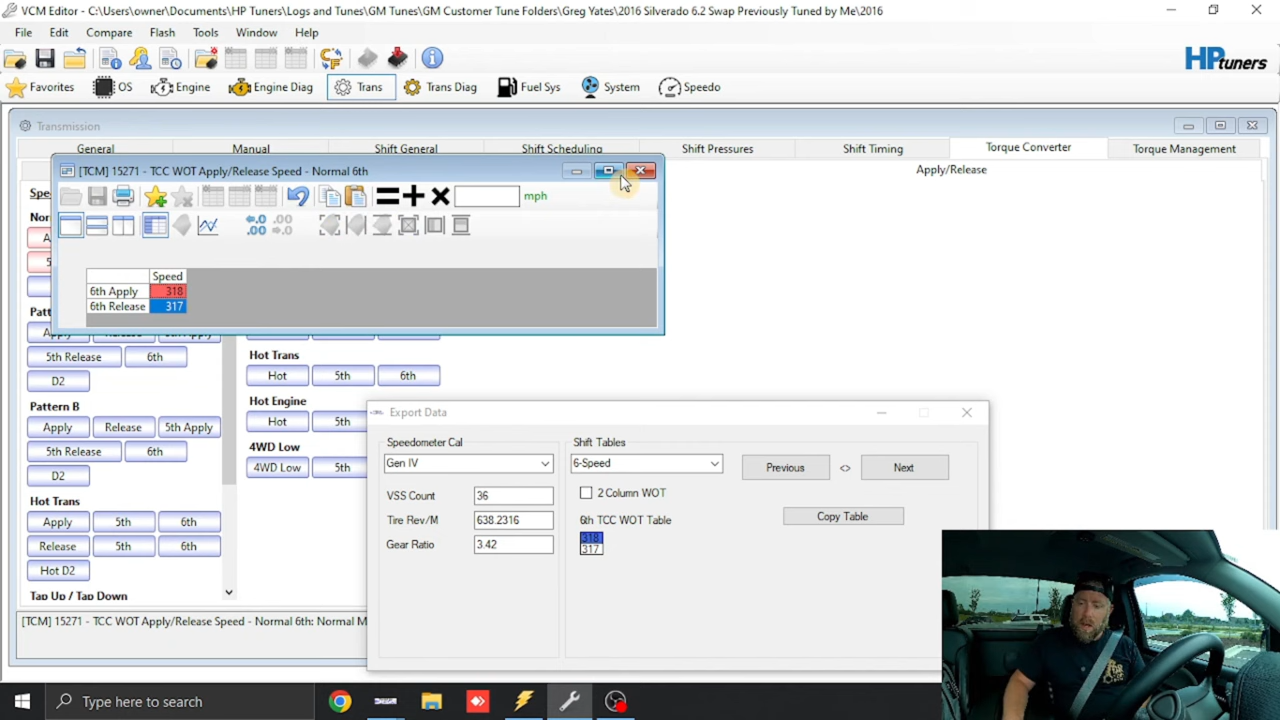 VCM Editor - C:\Users\owner\Documents\HP Tuners\Logs and Tunes\GM Tunes\GM Customer Tune Folders\Greg Yates\2016 Silverado 6.2 Swap Previously Tuned by Me\2016
File Edit Compare Flash Tools Window Help
HPtuners
Favorites OS Engine Engine Diag Trans Trans Diag Fuel Sys System Speedo
Transmission
General Manual Shift General Shift Scheduling Shift Pressures Shift Timing Torque Converter Torque Management
[TCM] 15271 - TCC WOT Apply/Release Speed - Normal 6th
Apply/Release
mph
Speed
6th Apply 318
6th Release 317
Apply Release 5th Apply
5th Release 6th
D2
Pattern B
Apply Release 5th Apply
5th Release 6th
D2
Hot Trans
Apply 5th 6th
Release 5th 6th
Hot D2
Tap Up / Tap Down
Hot Trans
Hot 5th 6th
Hot Engine
Hot 5th
4WD Low
4WD Low 5th
Export Data
Speedometer Cal
Gen IV
VSS Count 36
Tire Rev/M 638.2316
Gear Ratio 3.42
Shift Tables
6-Speed
Previous <> Next
2 Column WOT
6th TCC WOT Table
Copy Table
318
317
[TCM] 15271 - TCC WOT Apply/Release Speed - Normal 6th: Normal M
Type here to search